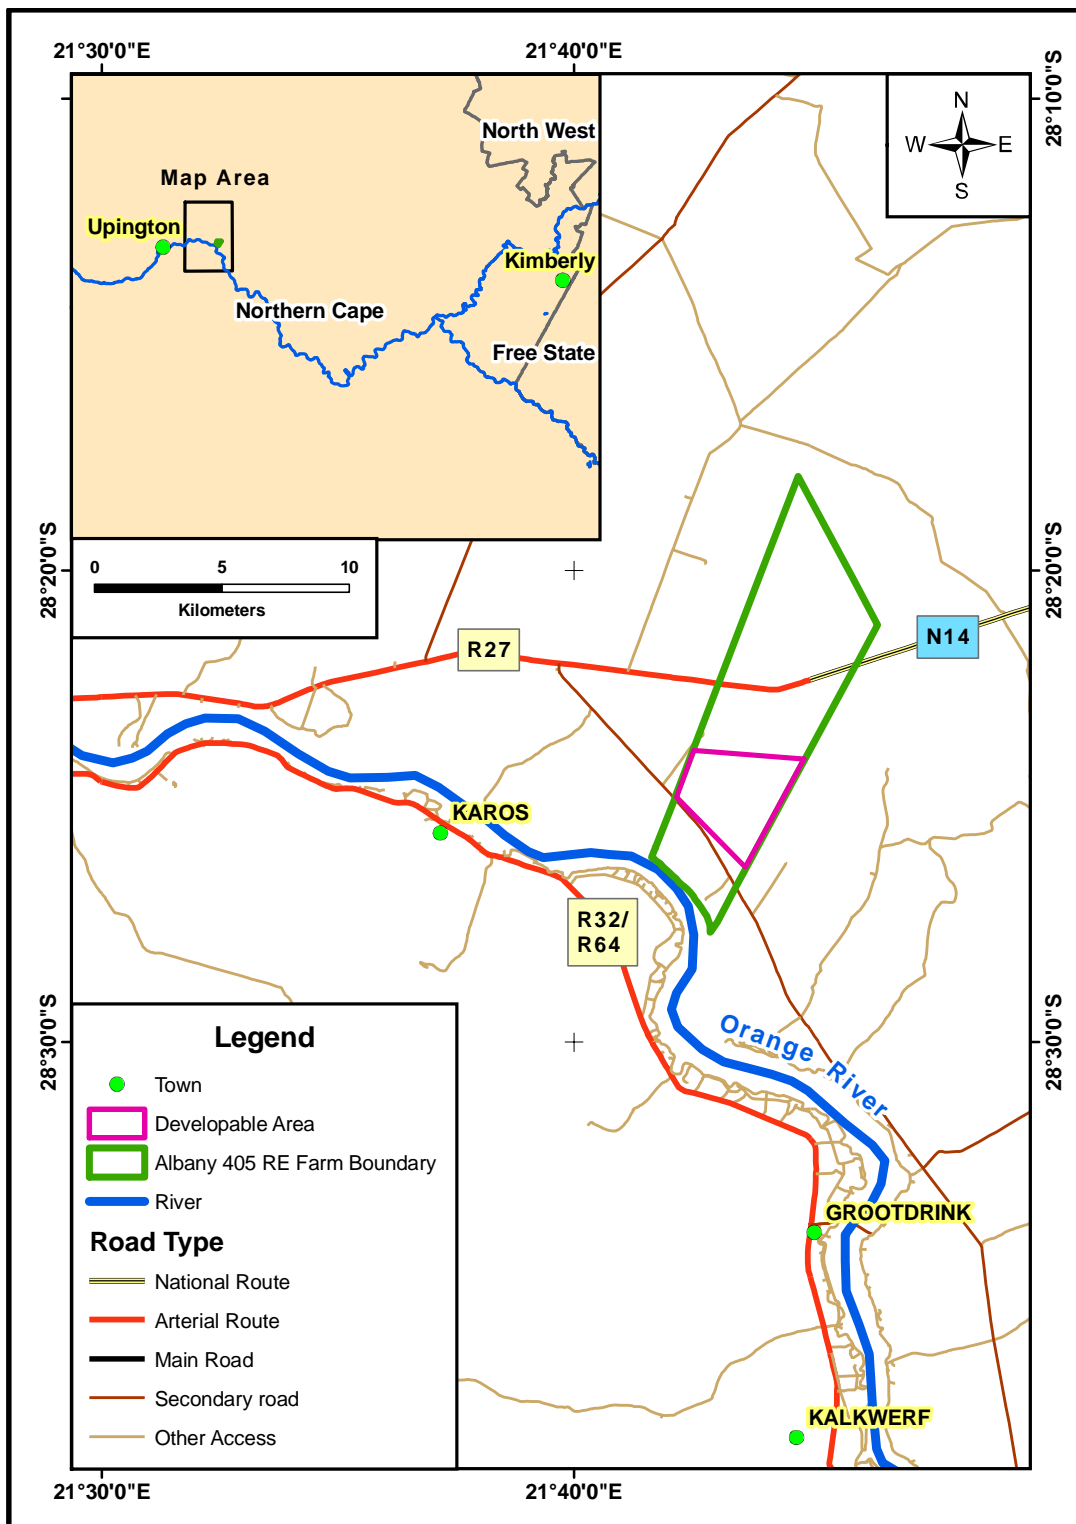 21°30'0"E
21°40'0"E
28°10'0"S
N
W
E
S
North West
Map Area
Upington
Kimberly
Northern Cape
Free State
28°20'0"S
28°20'0"S
0
5
10
Kilometers
R27
N14
KAROS
R32/
R64
Orange River
28°30'0"S
28°30'0"S
Legend
Town
Developable Area
Albany 405 RE Farm Boundary
River
Road Type
National Route
Arterial Route
Main Road
Secondary road
Other Access
GROOTDRINK
KALKWERF
21°30'0"E
21°40'0"E